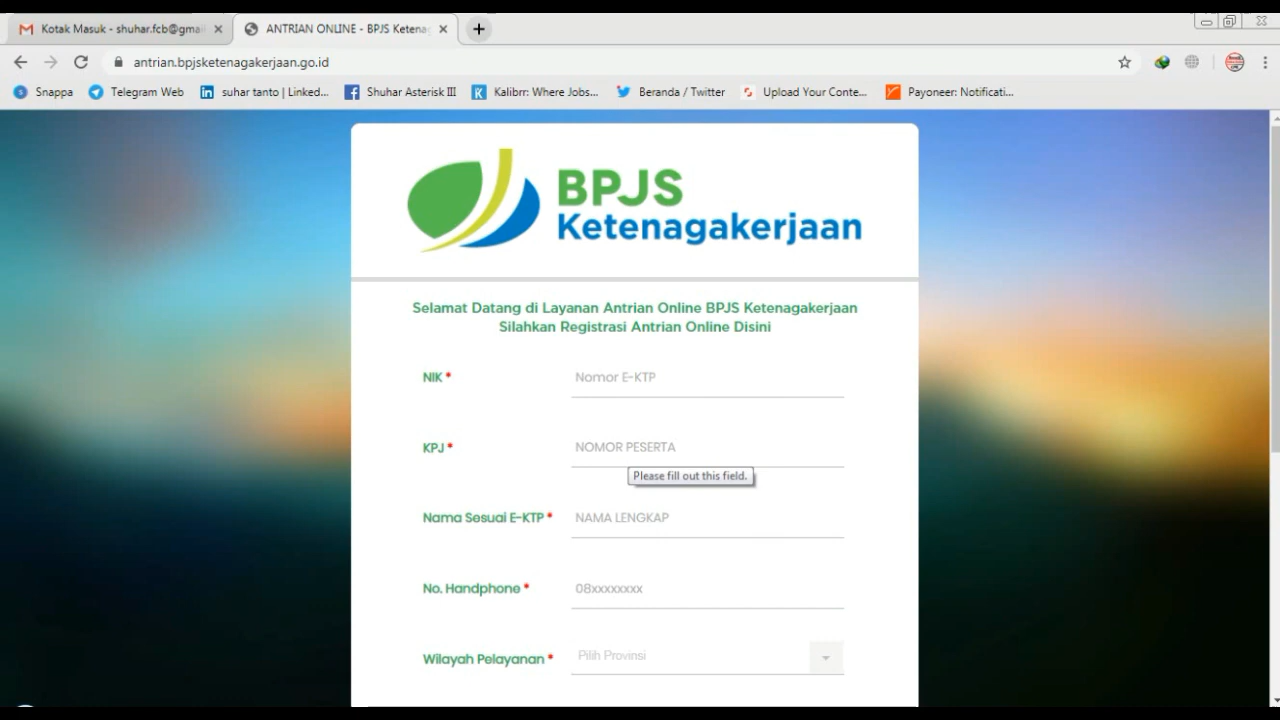 Kotak Masuk - shuhar.fcb@gmai
ANTRIAN ONLINE - BPJS Ketenag
antrian.bpjsketenagakerjaan.go.id
Snappa
Telegram Web
suhar tanto | Linked...
Shuhar Asterisk III
Kalibrr: Where Jobs...
Beranda / Twitter
Upload Your Conte...
Payoneer: Notificati...
BPJS
Ketenagakerjaan
Selamat Datang di Layanan Antrian Online BPJS Ketenagakerjaan
Silahkan Registrasi Antrian Online Disini
NIK *
Nomor E-KTP
KPJ *
NOMOR PESERTA
Please fill out this field.
Nama Sesuai E-KTP *
NAMA LENGKAP
No. Handphone *
08xxxxxxxx
Wilayah Pelayanan *
Pilih Provinsi